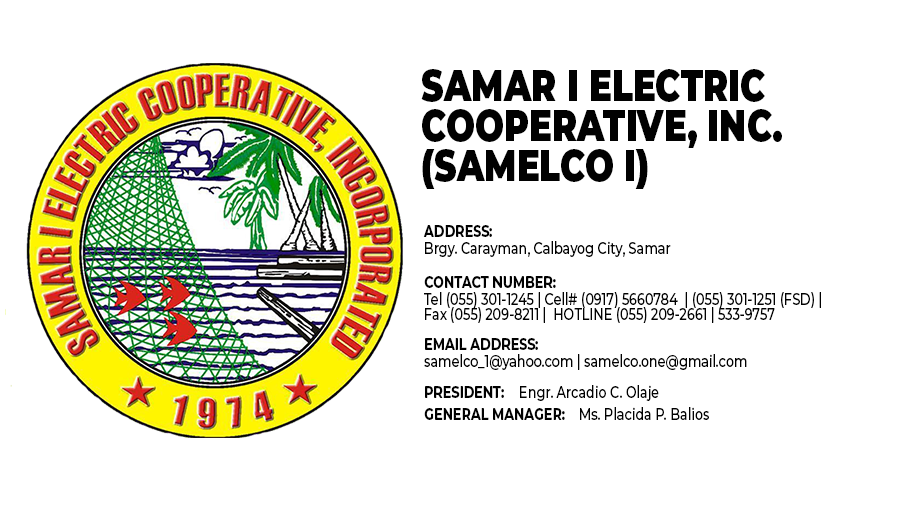 SAMAR I ELECTRIC COOPERATIVE, INCORPORATED
1974
SAMAR I ELECTRIC
COOPERATIVE, INC.
(SAMELCO I)
ADDRESS:
Brgy. Carayman, Calbayog City, Samar
CONTACT NUMBER:
Tel (055) 301-1245 | Cell# (0917) 5660784 | (055) 301-1251 (FSD) |
Fax (055) 209-8211 | HOTLINE (055) 209-2661 | 533-9757
EMAIL ADDRESS:
samelco_1@yahoo.com | samelco.one@gmail.com
PRESIDENT: Engr. Arcadio C. Olaje
GENERAL MANAGER: Ms. Placida P. Balios